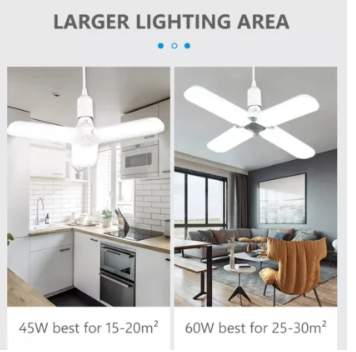 LARGER LIGHTING AREA
45W best for 15-20m²
60W best for 25-30m²